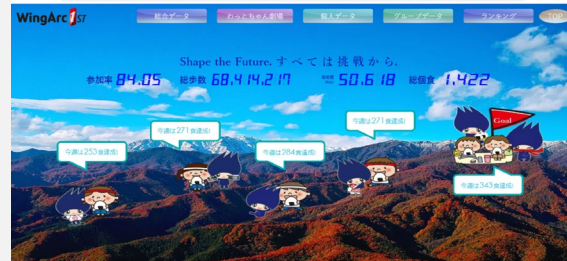 WingArc 1ST
総合データ
わっとちゃん劇場
個人データ
グループデータ
ランキング
TOP
Shape the Future. すべては挑戦から.
参加率 84.05 総歩数 68,414,217 50,618 総個食 1,422
今週は271食達成!
今週は271食達成!
Goal
今週は253食達成!
今週は284食達成!
今週は343食達成!